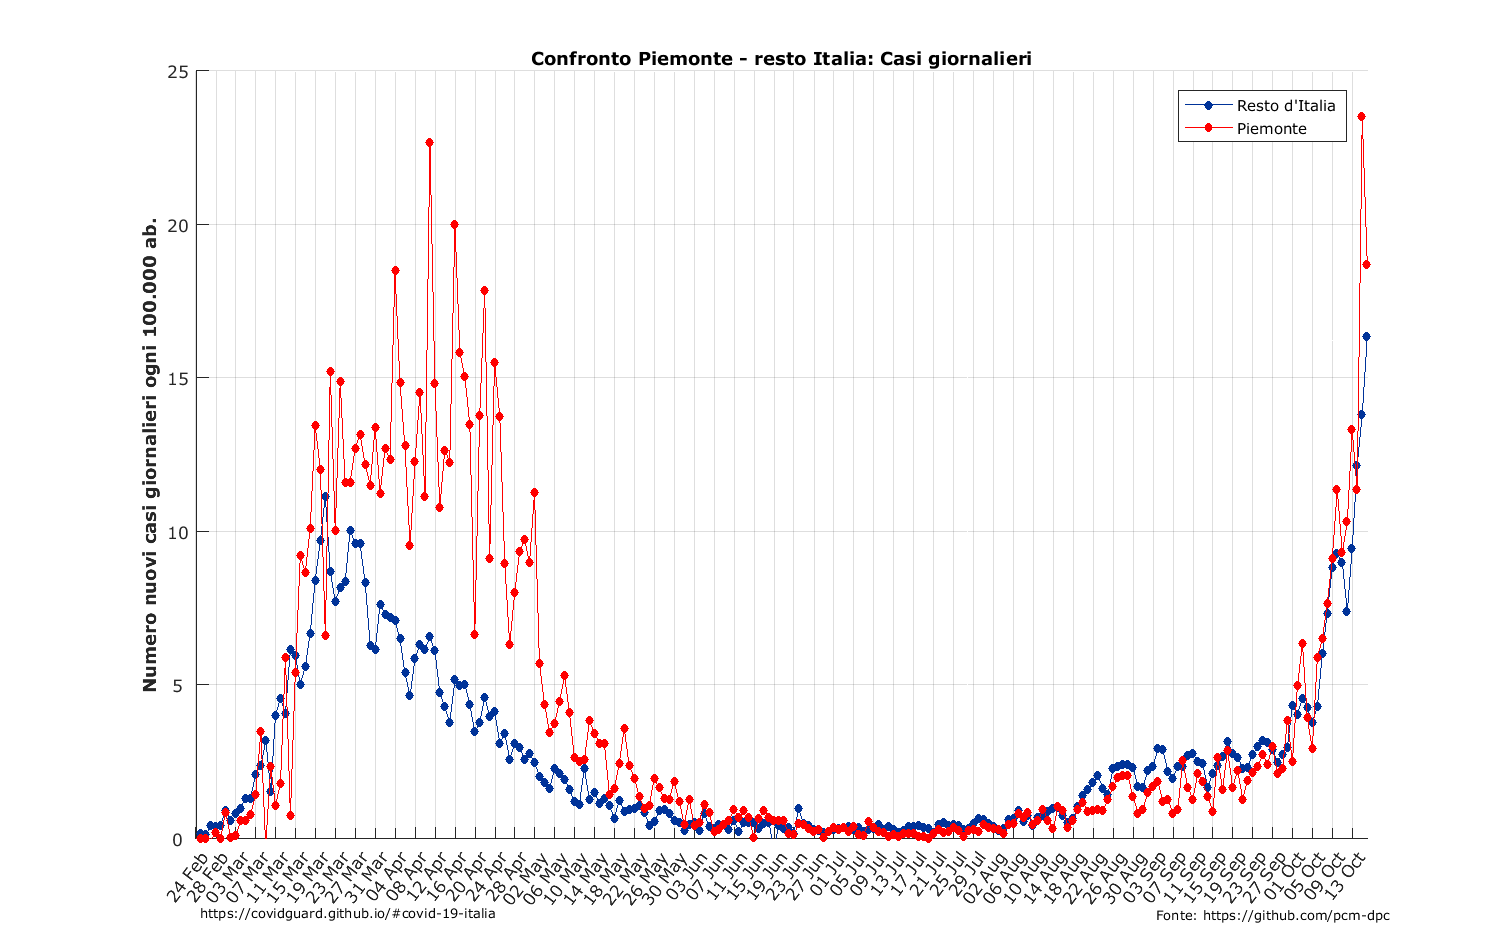 Confronto Piemonte - resto Italia: Casi giornalieri
Resto d'Italia
Piemonte
Numero nuovi casi giornalieri ogni 100.000 ab.
25
20
15
10
5
0
24 Feb
28 Feb
03 Mar
07 Mar
11 Mar
15 Mar
19 Mar
23 Mar
27 Mar
31 Mar
04 Apr
08 Apr
12 Apr
16 Apr
20 Apr
24 Apr
28 Apr
02 May
06 May
10 May
14 May
18 May
22 May
26 May
30 May
03 Jun
07 Jun
11 Jun
15 Jun
19 Jun
23 Jun
27 Jun
01 Jul
05 Jul
09 Jul
13 Jul
17 Jul
21 Jul
25 Jul
29 Jul
02 Aug
06 Aug
10 Aug
14 Aug
18 Aug
22 Aug
26 Aug
30 Aug
03 Sep
07 Sep
11 Sep
15 Sep
19 Sep
23 Sep
27 Sep
01 Oct
05 Oct
09 Oct
13 Oct
https://covidguard.github.io/#covid-19-italia
Fonte: https://github.com/pcm-dpc